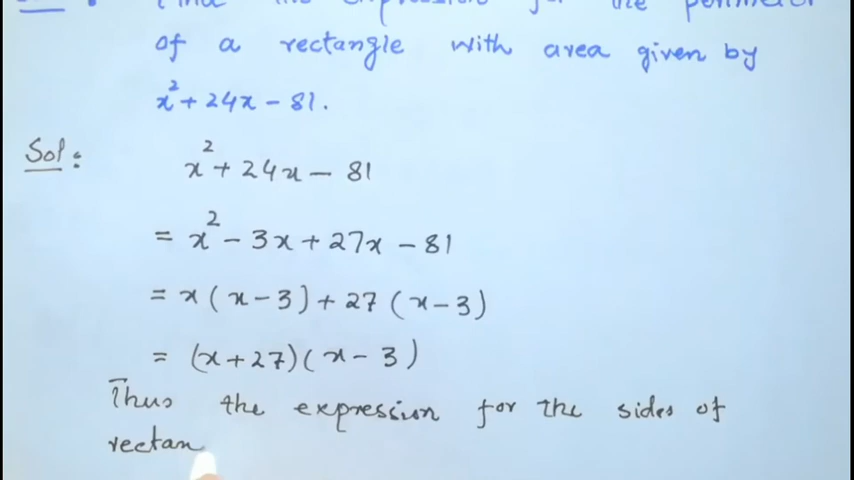 of a rectangle with area given by
x² + 24x - 81.
Sol: x² + 24x - 81
= x² - 3x + 27x - 81
= x(x-3) + 27(x-3)
= (x+27)(x-3)
Thus the expression for the sides of
rectan